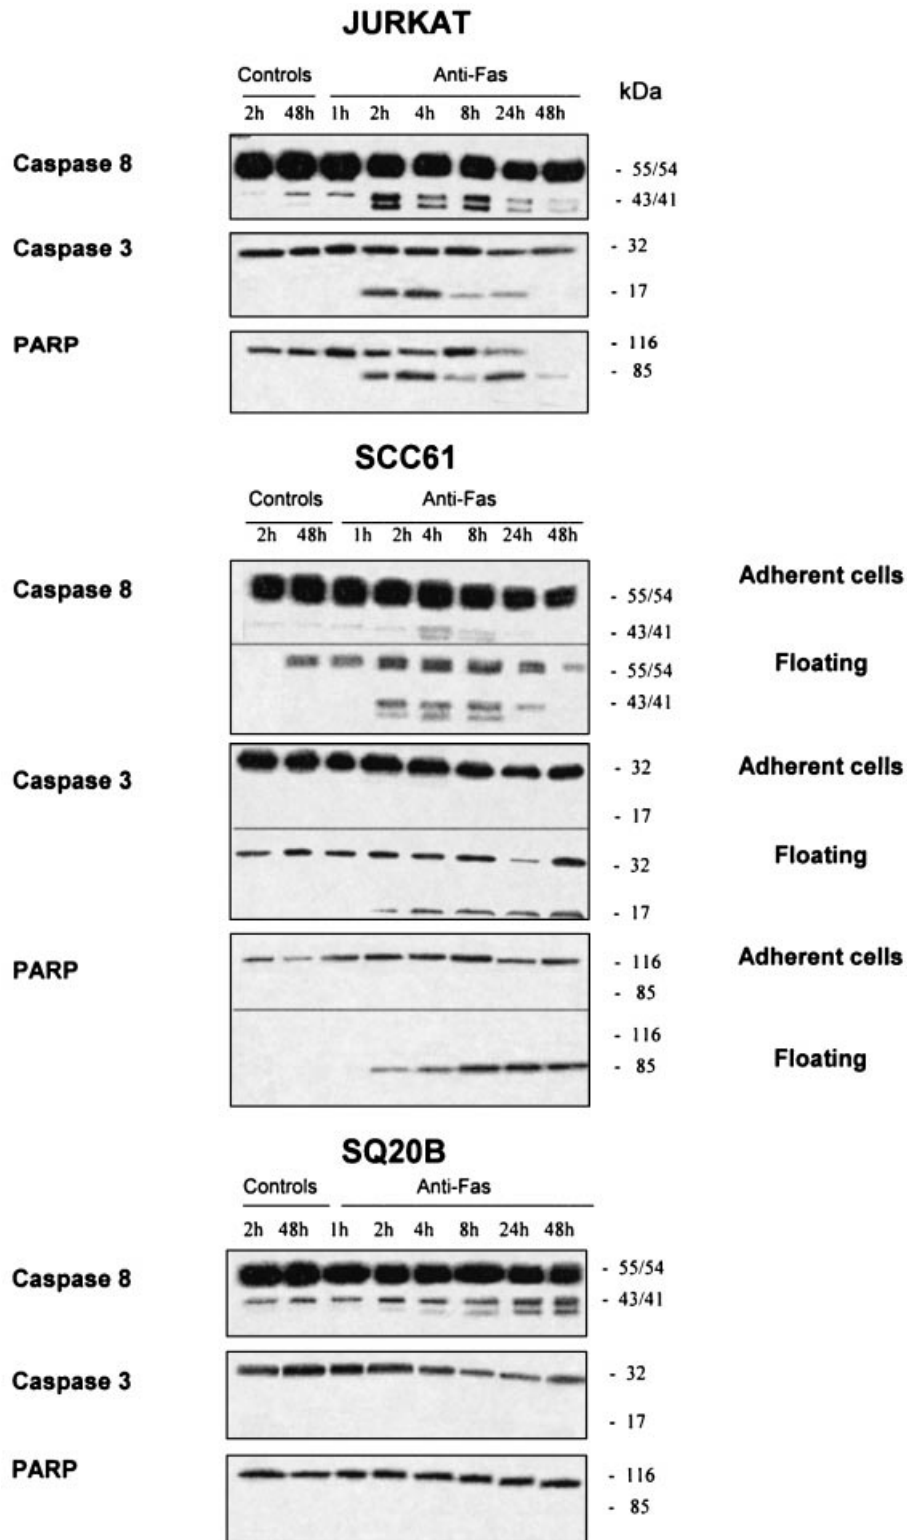 JURKAT
Controls Anti-Fas kDa
2h 48h 1h 2h 4h 8h 24h 48h
Caspase 8 - 55/54
- 43/41
Caspase 3 - 32
- 17
PARP - 116
- 85
SCC61
Controls Anti-Fas
2h 48h 1h 2h 4h 8h 24h 48h
Caspase 8 - 55/54 Adherent cells
- 43/41
- 55/54 Floating
- 43/41
Caspase 3 - 32 Adherent cells
- 17
- 32 Floating
- 17
PARP - 116 Adherent cells
- 85
- 116
- 85 Floating
SQ20B
Controls Anti-Fas
2h 48h 1h 2h 4h 8h 24h 48h
Caspase 8 - 55/54
- 43/41
Caspase 3 - 32
- 17
PARP - 116
- 85